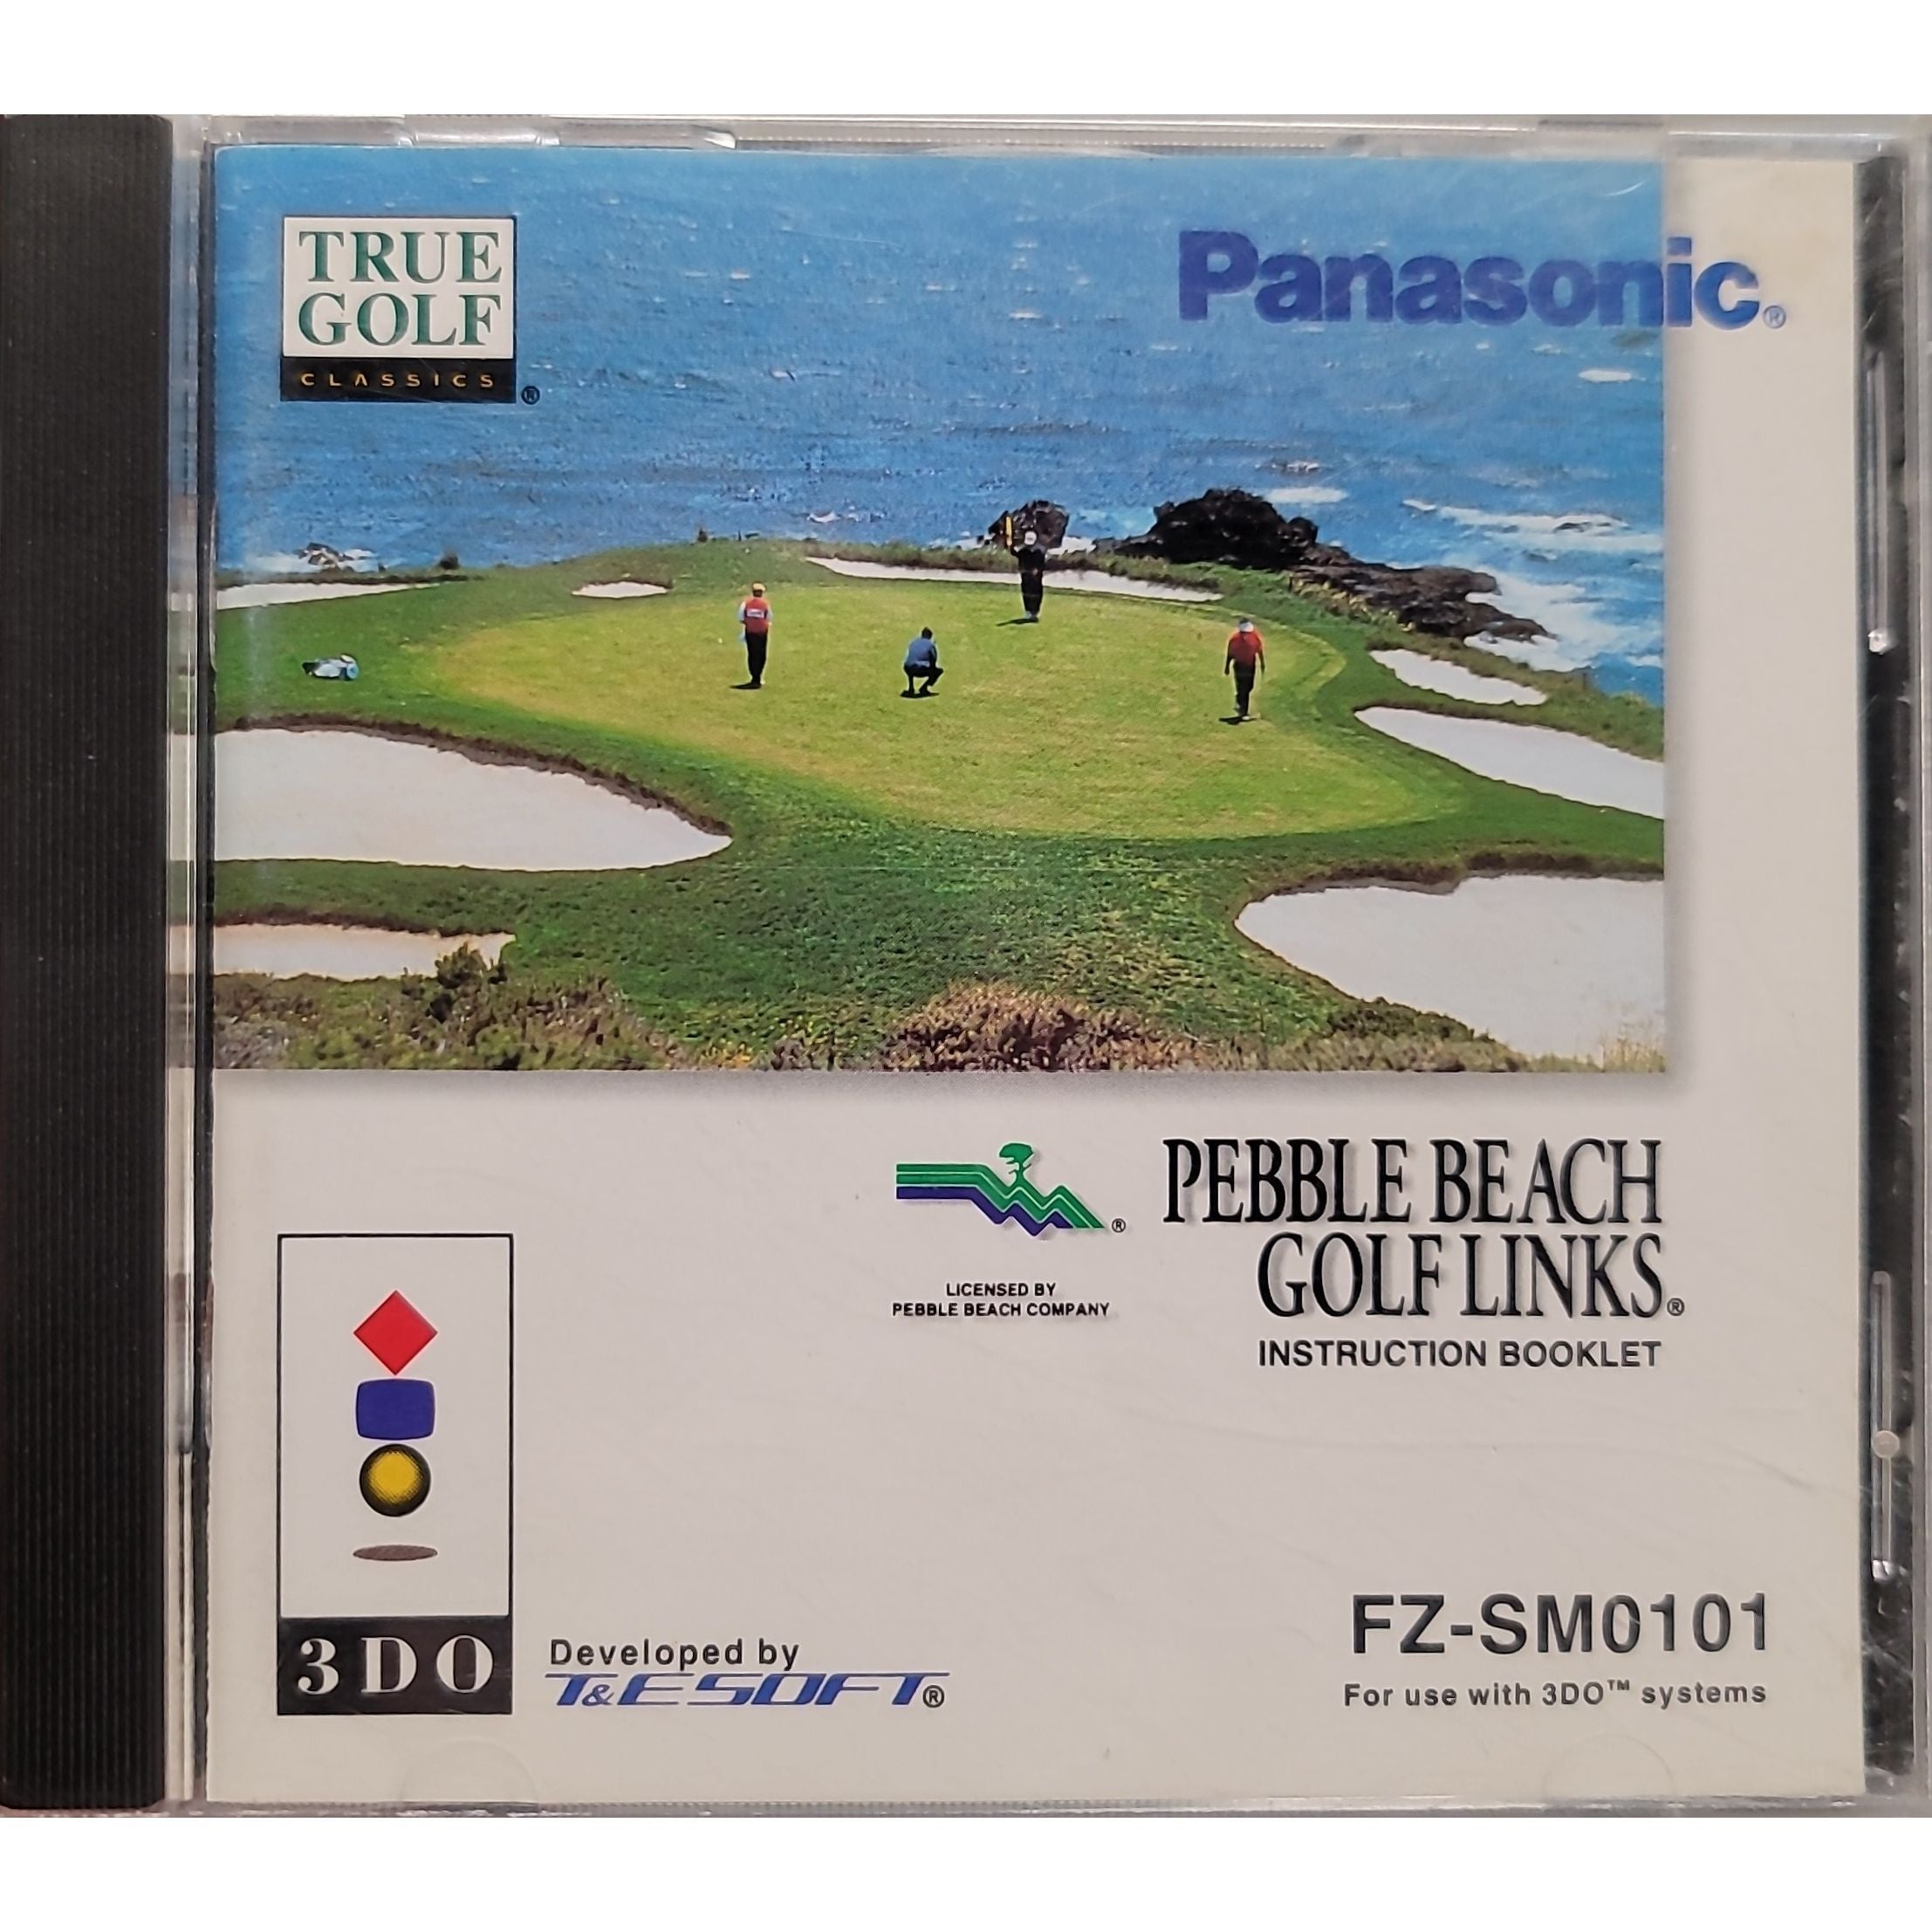 TRUE
GOLF
CLASSICS®
Panasonic®
®
PEBBLE BEACH
GOLF LINKS®
LICENSED BY
PEBBLE BEACH COMPANY
INSTRUCTION BOOKLET
3DO
Developed by
T&E SOFT®
FZ-SM0101
For use with 3DO™ systems